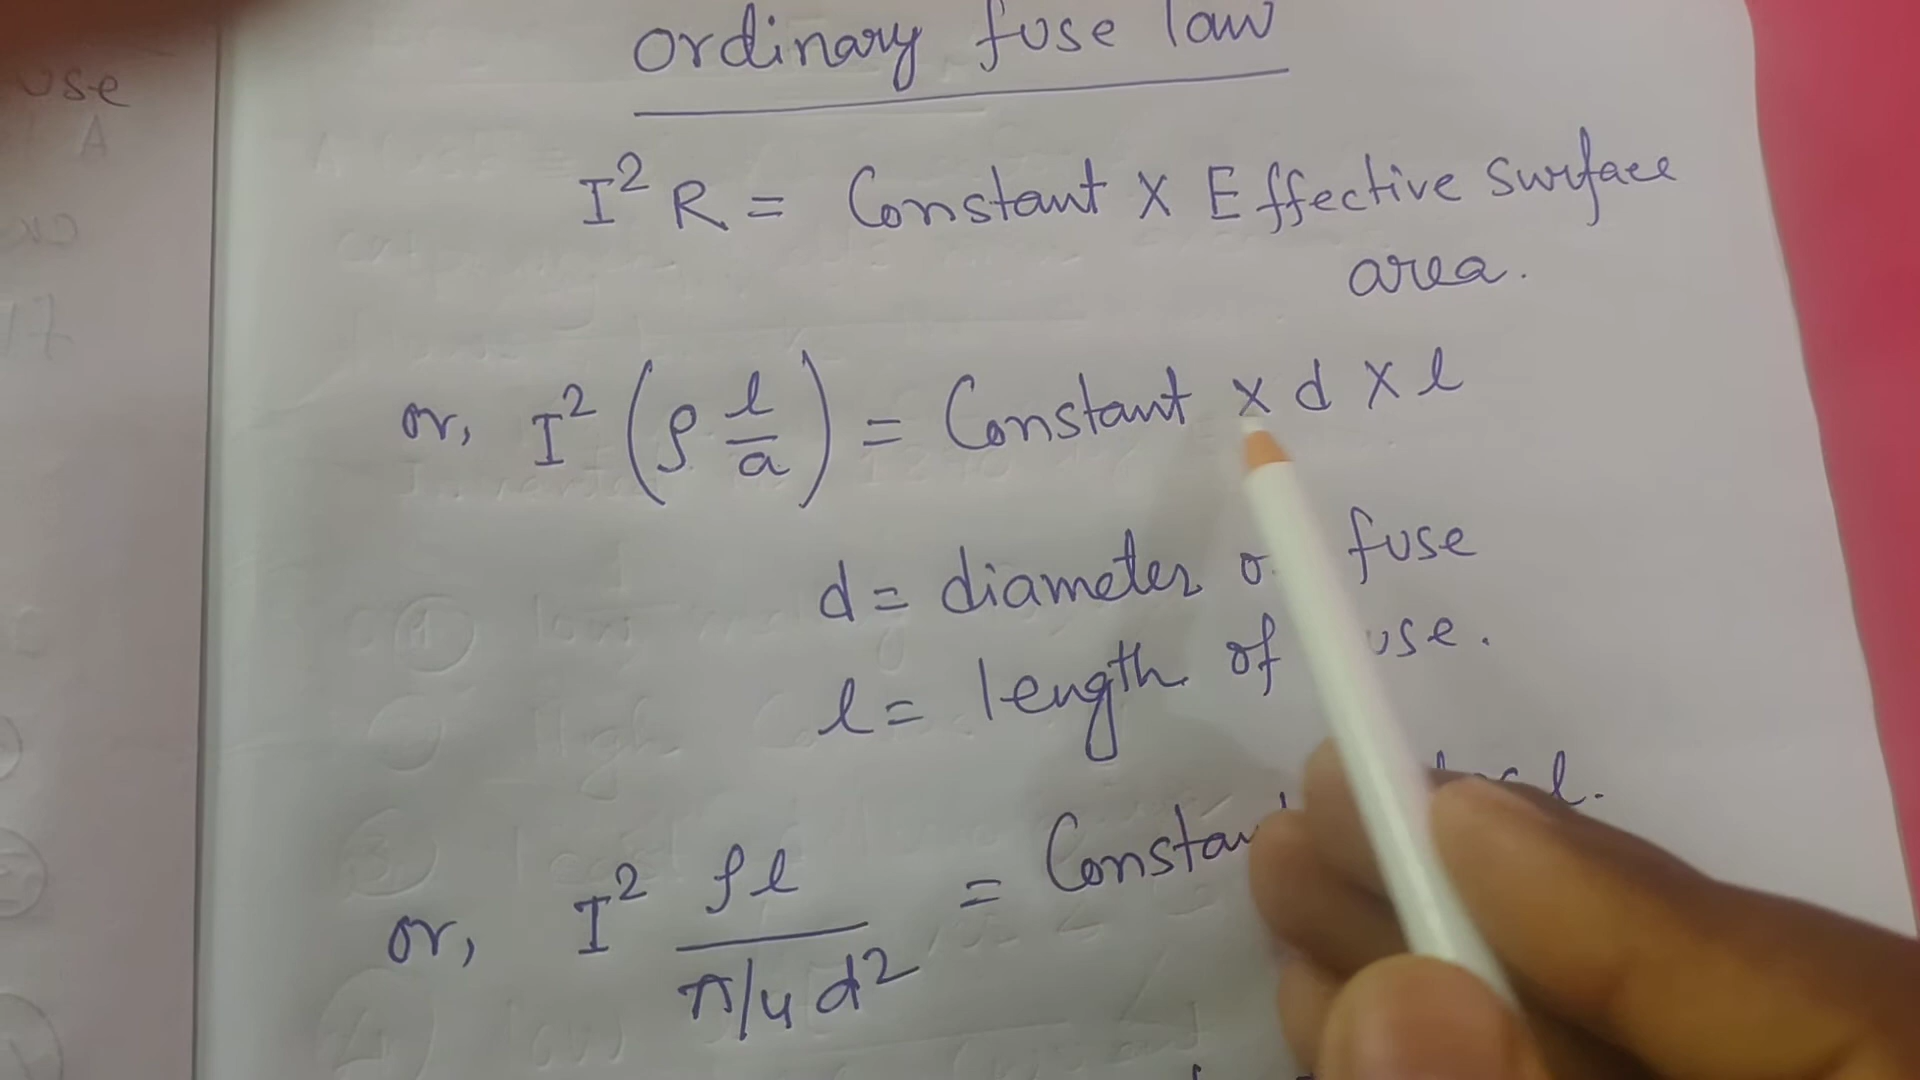 ordinary fuse law
I² R = Constant X Effective surface
area.
or, I² (ρ l/a) = Constant x d x l
d = diameter fuse
l = length of
or, I² ρl / π/4 d² =
use
A